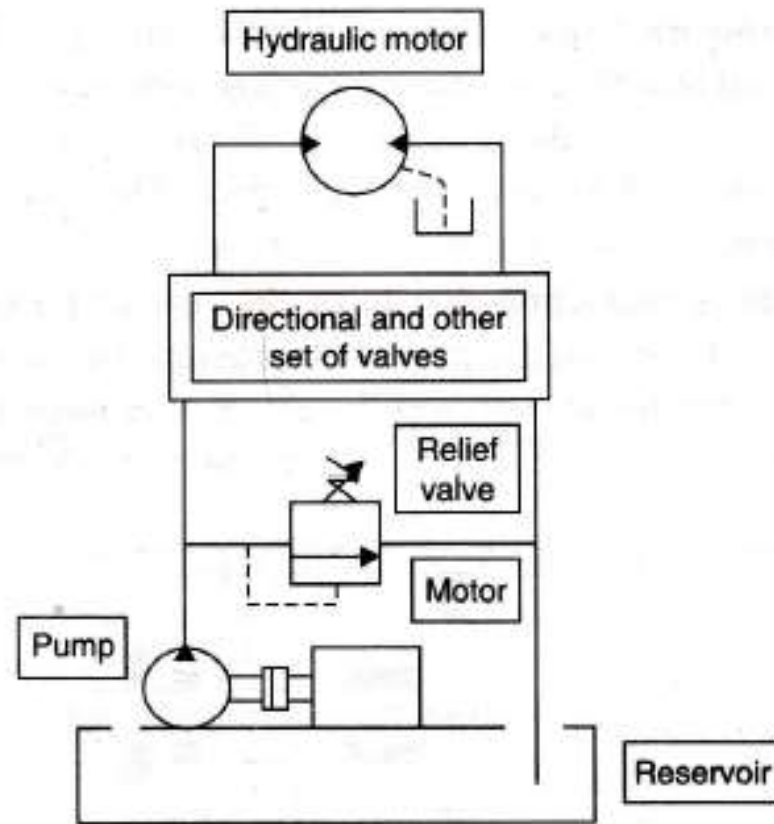 Hydraulic motor
Directional and other
set of valves
Relief
valve
Motor
Pump
Reservoir